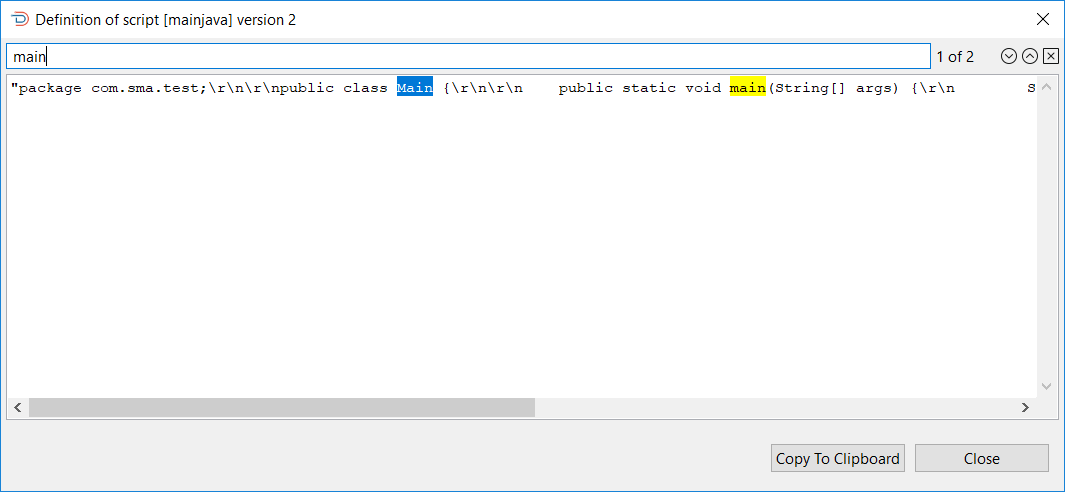 Definition of script [mainjava] version 2
main 1 of 2
"package com.sma.test;\r\n\r\npublic class Main {\r\n\r\n    public static void main(String[] args) {\r\n        S
Copy To Clipboard Close